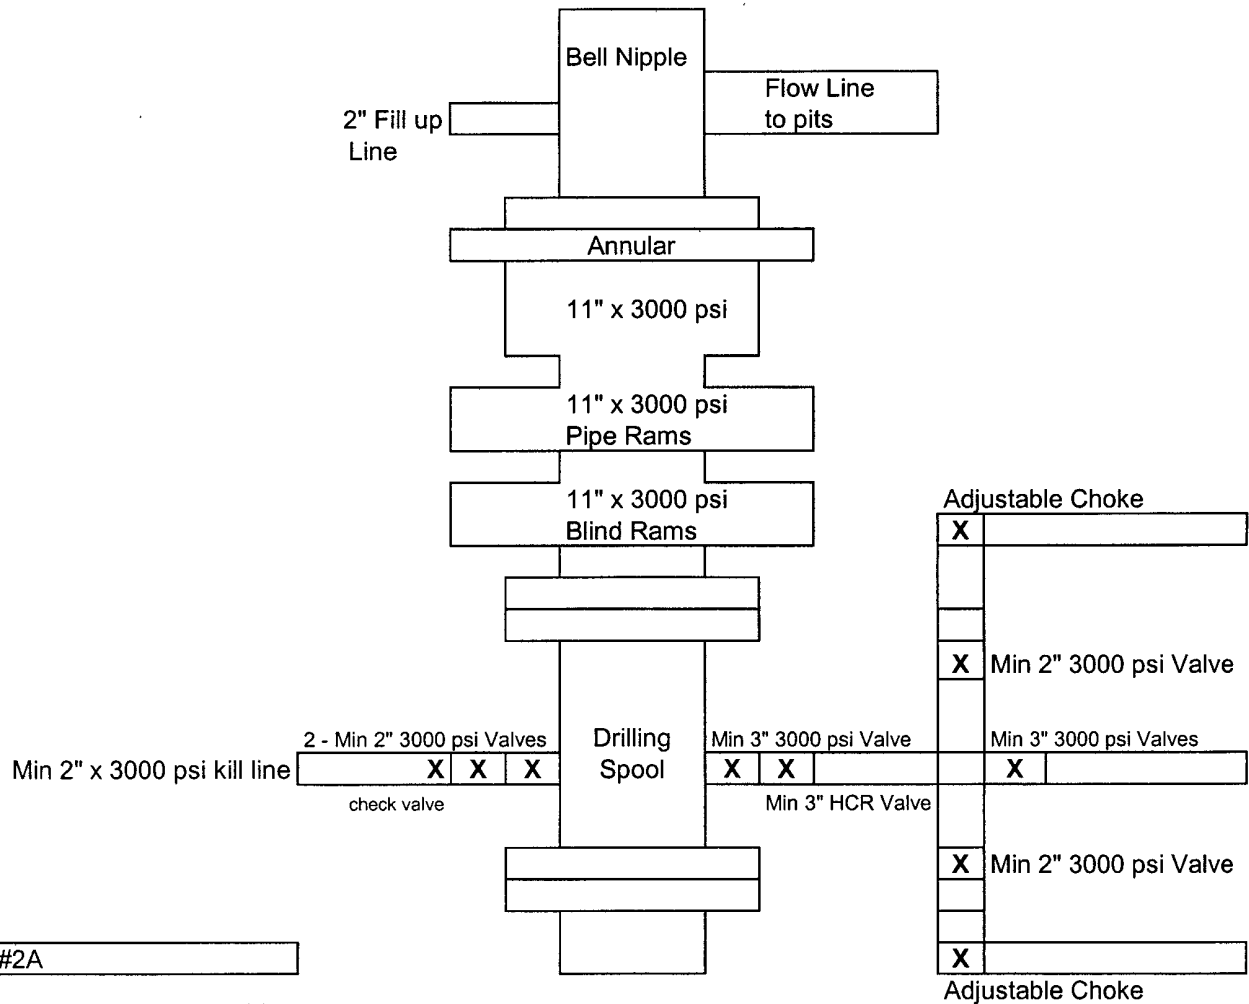 Bell Nipple
Flow Line
to pits
2" Fill up
Line
Annular
11" x 3000 psi
11" x 3000 psi
Pipe Rams
11" x 3000 psi
Blind Rams
Adjustable Choke
X
X Min 2" 3000 psi Valve
2 - Min 2" 3000 psi Valves
Drilling
Spool
Min 3" 3000 psi Valve
Min 3" 3000 psi Valves
Min 2" x 3000 psi kill line
X X X
X X
X
check valve
Min 3" HCR Valve
X Min 2" 3000 psi Valve
#2A
X
Adjustable Choke